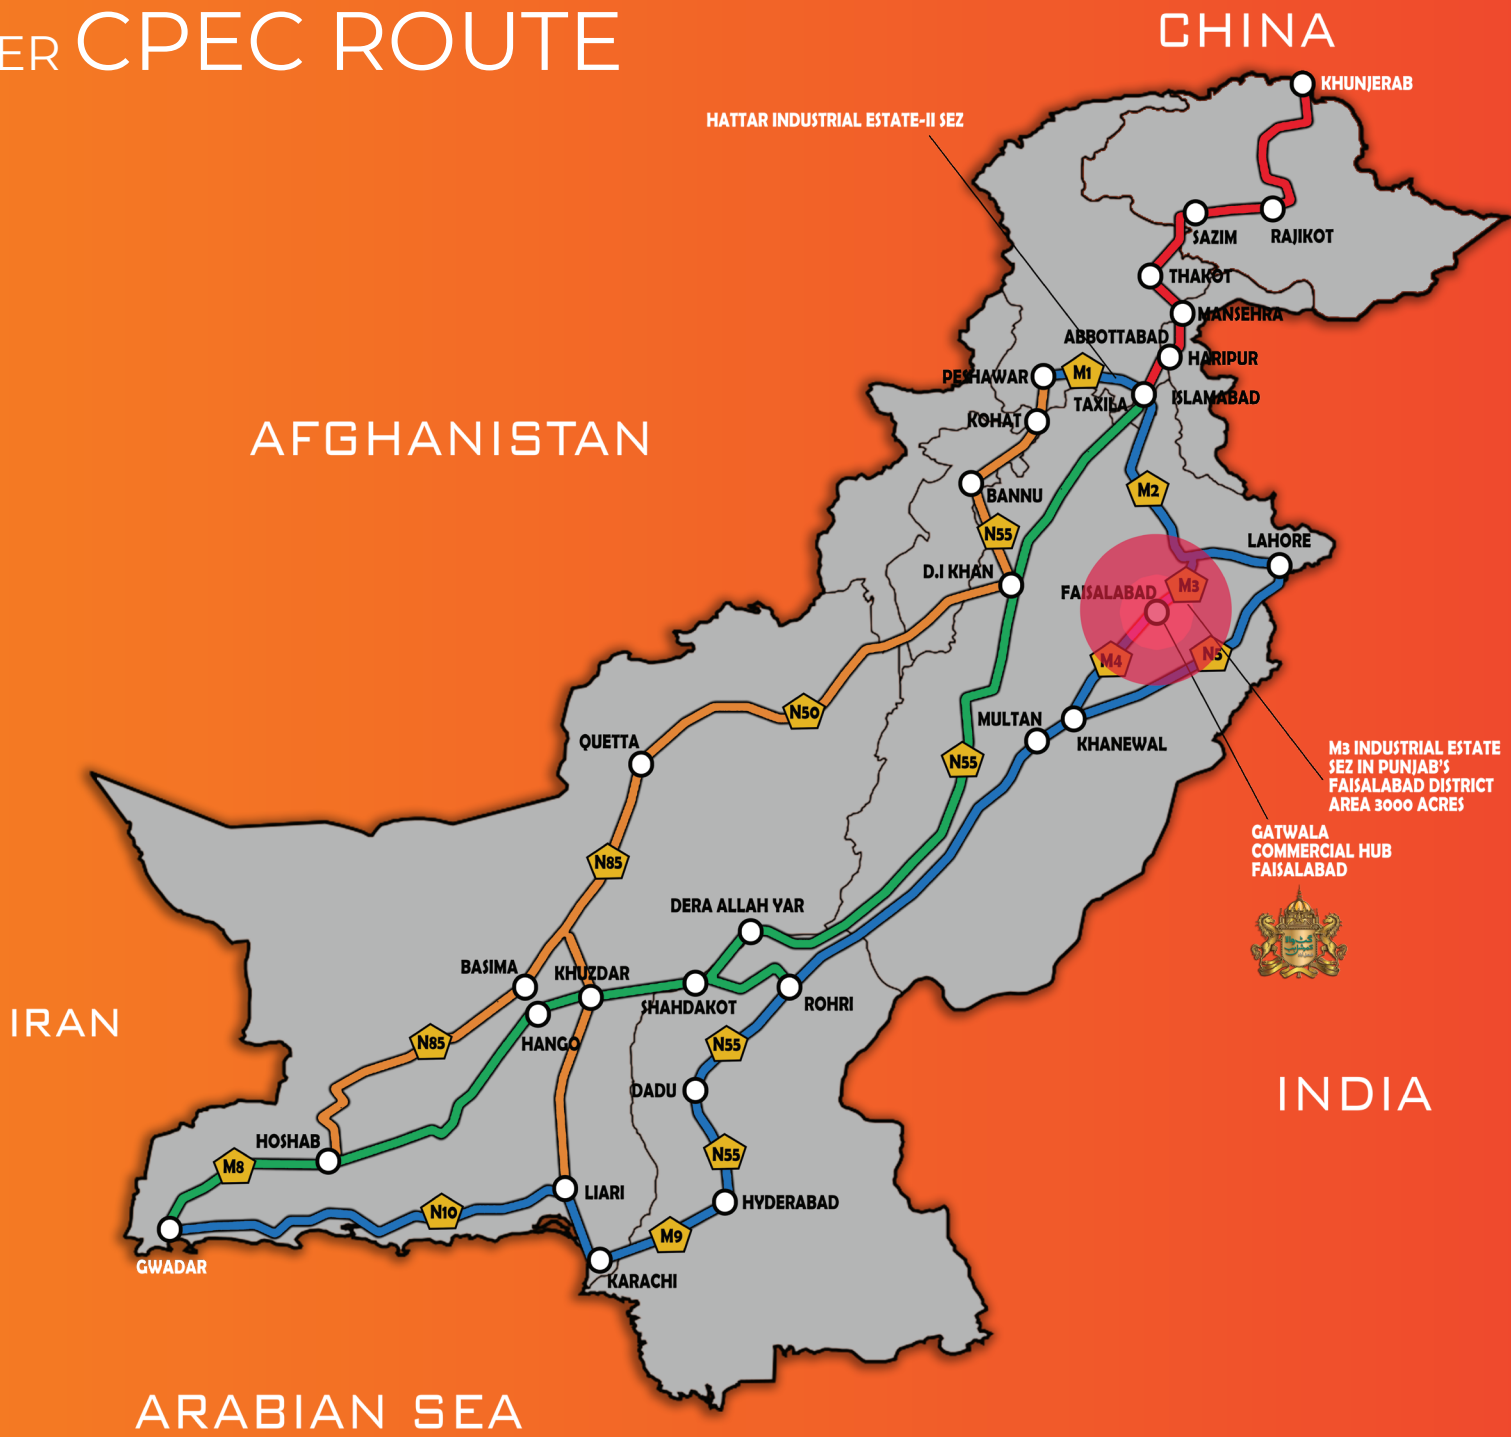 ER CPEC ROUTE
CHINA
KHUNJERAB
HATTAR INDUSTRIAL ESTATE-II SEZ
SAZIM
RAJIKOT
THAKOT
MANSEHRA
ABBOTTABAD
HARIPUR
PESHAWAR
M1
TAXILA
ISLAMABAD
KOHAT
AFGHANISTAN
BANNU
M2
N55
LAHORE
D.I KHAN
FAISALABAD
M3
M4
N5
N50
MULTAN
KHANEWAL
QUETTA
N55
M3 INDUSTRIAL ESTATE
SEZ IN PUNJAB'S
FAISALABAD DISTRICT
AREA 3000 ACRES
GATWALA
COMMERCIAL HUB
FAISALABAD
N85
DERA ALLAH YAR
BASIMA
KHUZDAR
SHAHDAKOT
ROHRI
IRAN
N85
HANGO
N55
DADU
INDIA
HOSHAB
M8
N55
LIARI
HYDERABAD
N10
M9
GWADAR
KARACHI
ARABIAN SEA